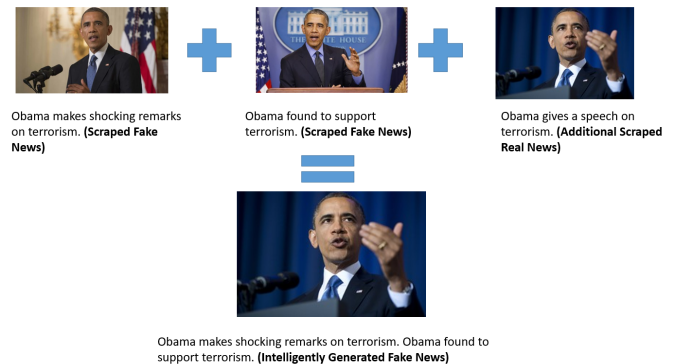 THE WHITE HOUSE
Obama makes shocking remarks
on terrorism. (Scraped Fake
News)
Obama found to support
terrorism. (Scraped Fake News)
Obama gives a speech on
terrorism. (Additional Scraped
Real News)
Obama makes shocking remarks on terrorism. Obama found to
support terrorism. (Intelligently Generated Fake News)